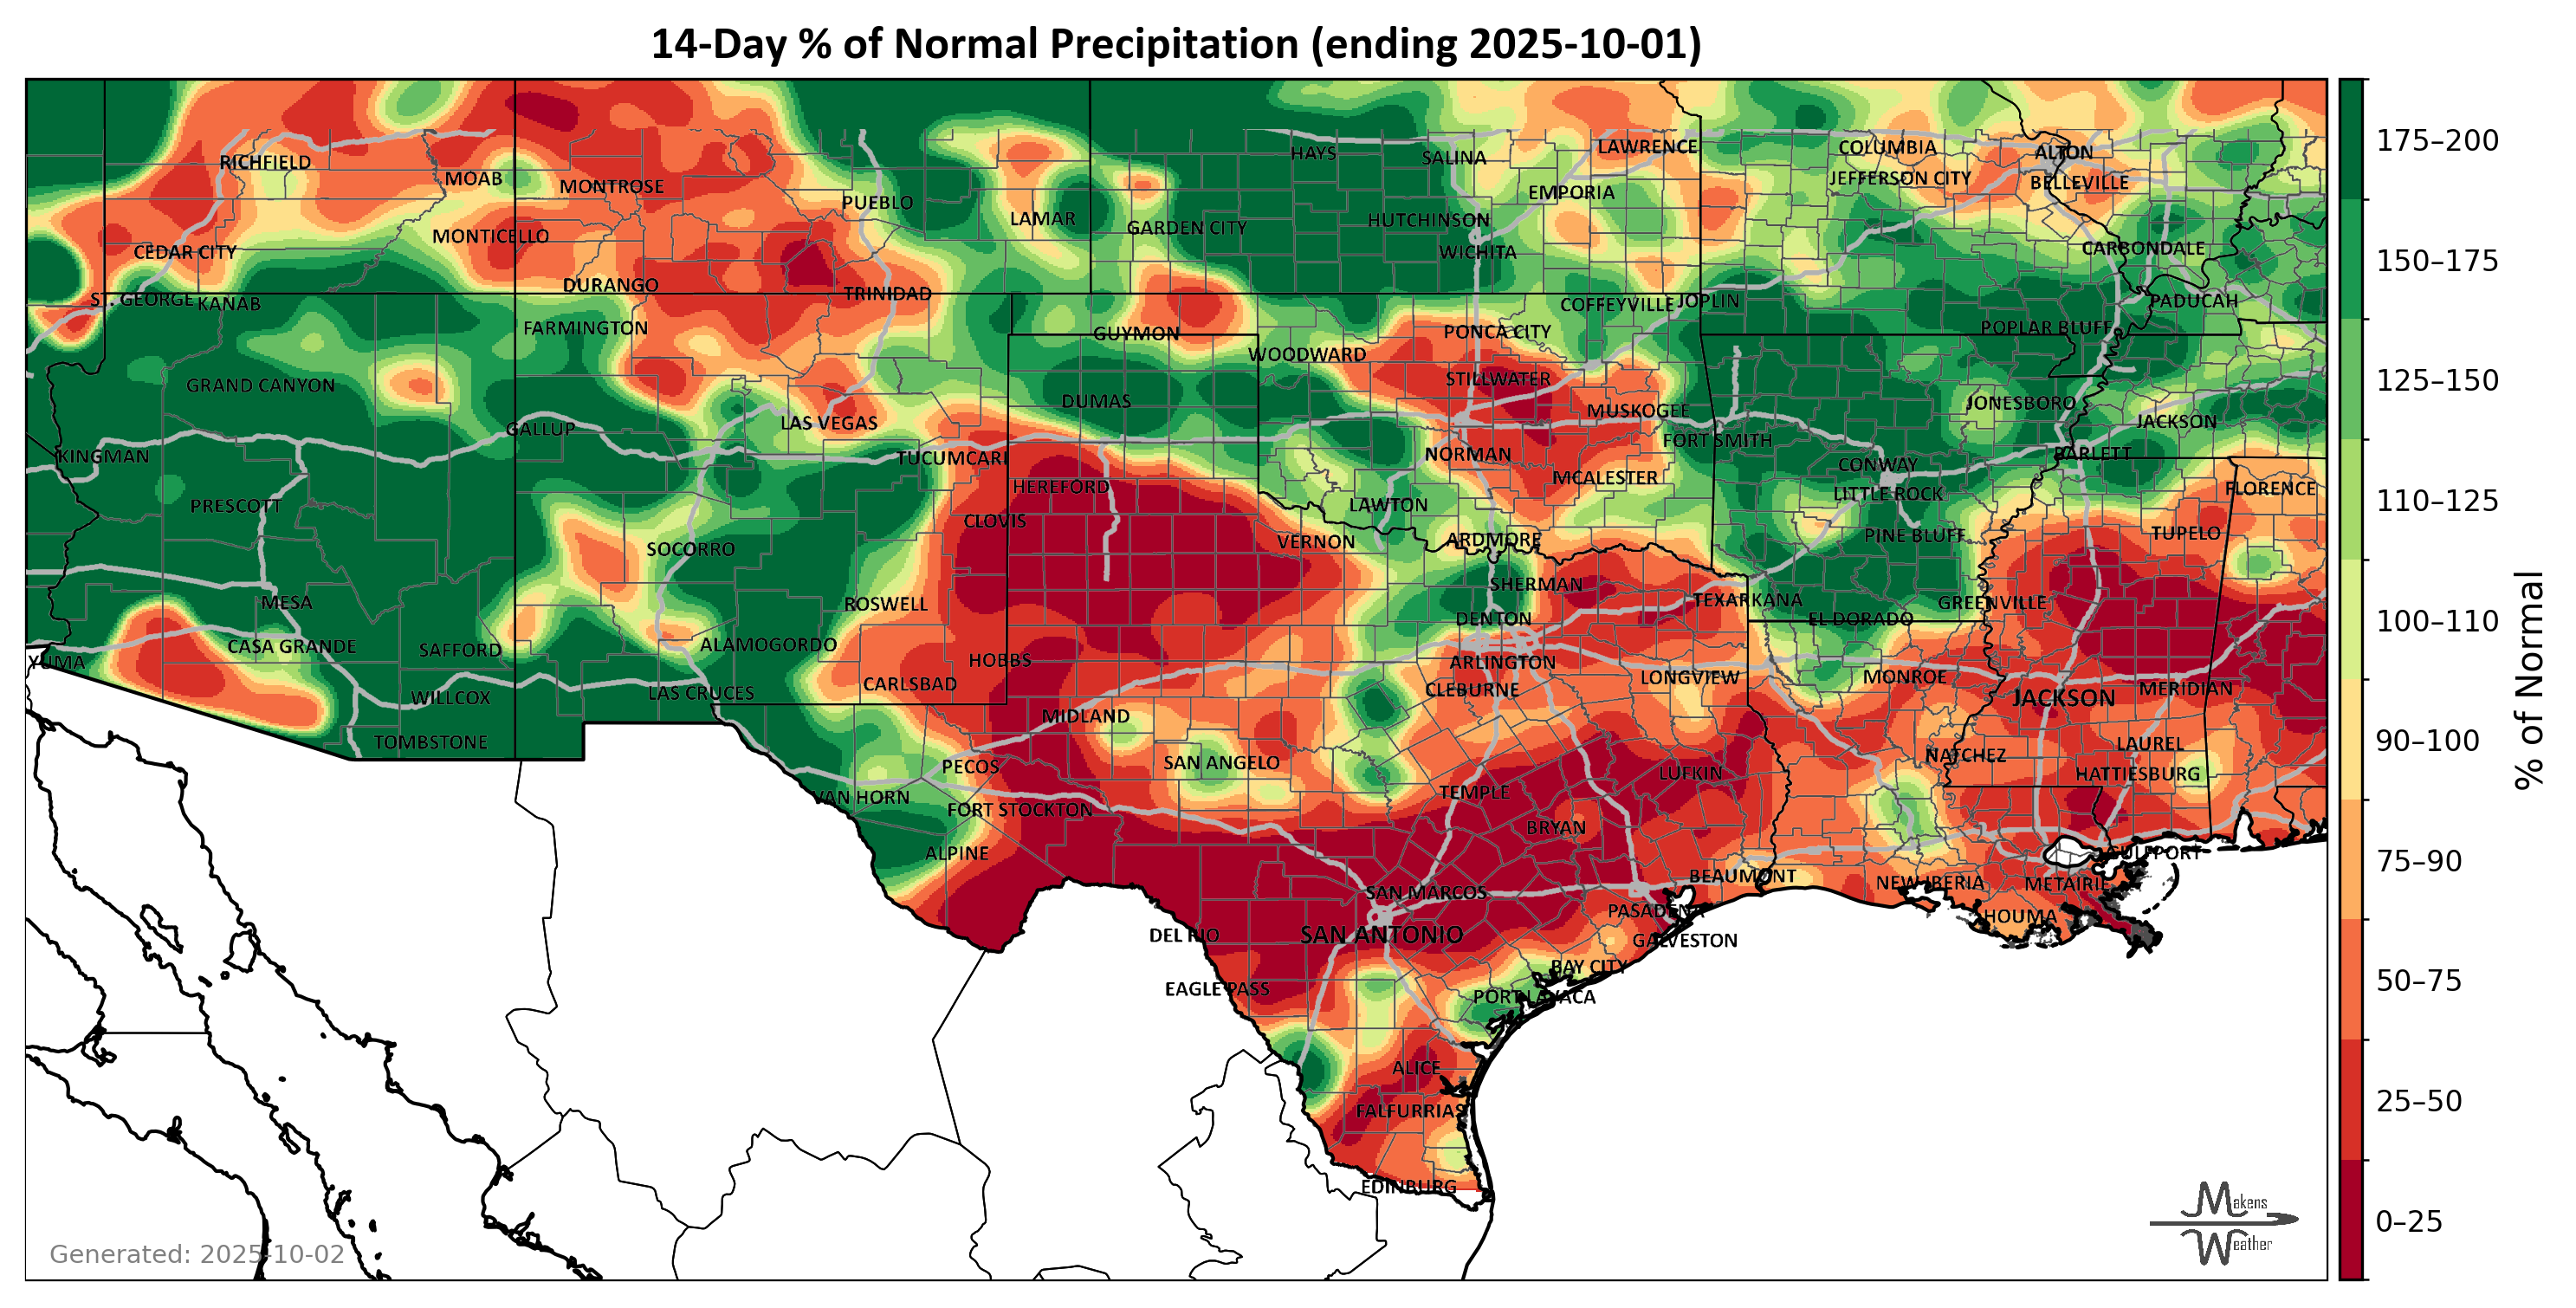 14-Day % of Normal Precipitation (ending 2025-10-01)
RICHFIELD
MOAB
MONTROSE
PUEBLO
LAMAR
GARDEN CITY
HAYS
SALINA
LAWRENCE
EMPORIA
HUTCHINSON
WICHITA
COLUMBIA
JEFFERSON CITY
ALTON
BELLEVILLE
CARBONDALE
CEDAR CITY
MONTICELLO
DURANGO
TRINIDAD
ST. GEORGE
KANAB
FARMINGTON
GUYMON
WOODWARD
PONCA CITY
COFFEYVILLE
JOPLIN
POPLAR BLUFF
PADUCAH
GRAND CANYON
DUMAS
STILLWATER
MUSKOGEE
JONESBORO
JACKSON
KINGMAN
GALLUP
LAS VEGAS
TUCUMCARI
NORMAN
FORT SMITH
BARLETT
PRESCOTT
HEREFORD
CLOVIS
LAWTON
MCALESTER
CONWAY
LITTLE ROCK
FLORENCE
SOCORRO
VERNON
ARDMORE
PINE BLUFF
TUPELO
MESA
ROSWELL
SHERMAN
DENTON
TEXARKANA
EL DORADO
GREENVILLE
YUMA
CASA GRANDE
SAFFORD
ALAMOGORDO
HOBBS
ARLINGTON
CLEBURNE
LONGVIEW
MONROE
JACKSON
MERIDIAN
WILLCOX
LAS CRUCES
CARLSBAD
MIDLAND
TOMBSTONE
PECOS
SAN ANGELO
LUFKIN
NATCHEZ
LAUREL
HATTIESBURG
VAN HORN
FORT STOCKTON
TEMPLE
BRYAN
ALPINE
SAN MARCOS
BEAUMONT
NEW IBERIA
METAIRIE
GULFPORT
DEL RIO
SAN ANTONIO
PASADENA
GALVESTON
HOUMA
EAGLE PASS
BAY CITY
PORT LAVACA
ALICE
FALFURRIAS
EDINBURG
175–200
150–175
125–150
110–125
100–110
90–100
75–90
50–75
25–50
0–25
% of Normal
Generated: 2025-10-02
Makens
Weather